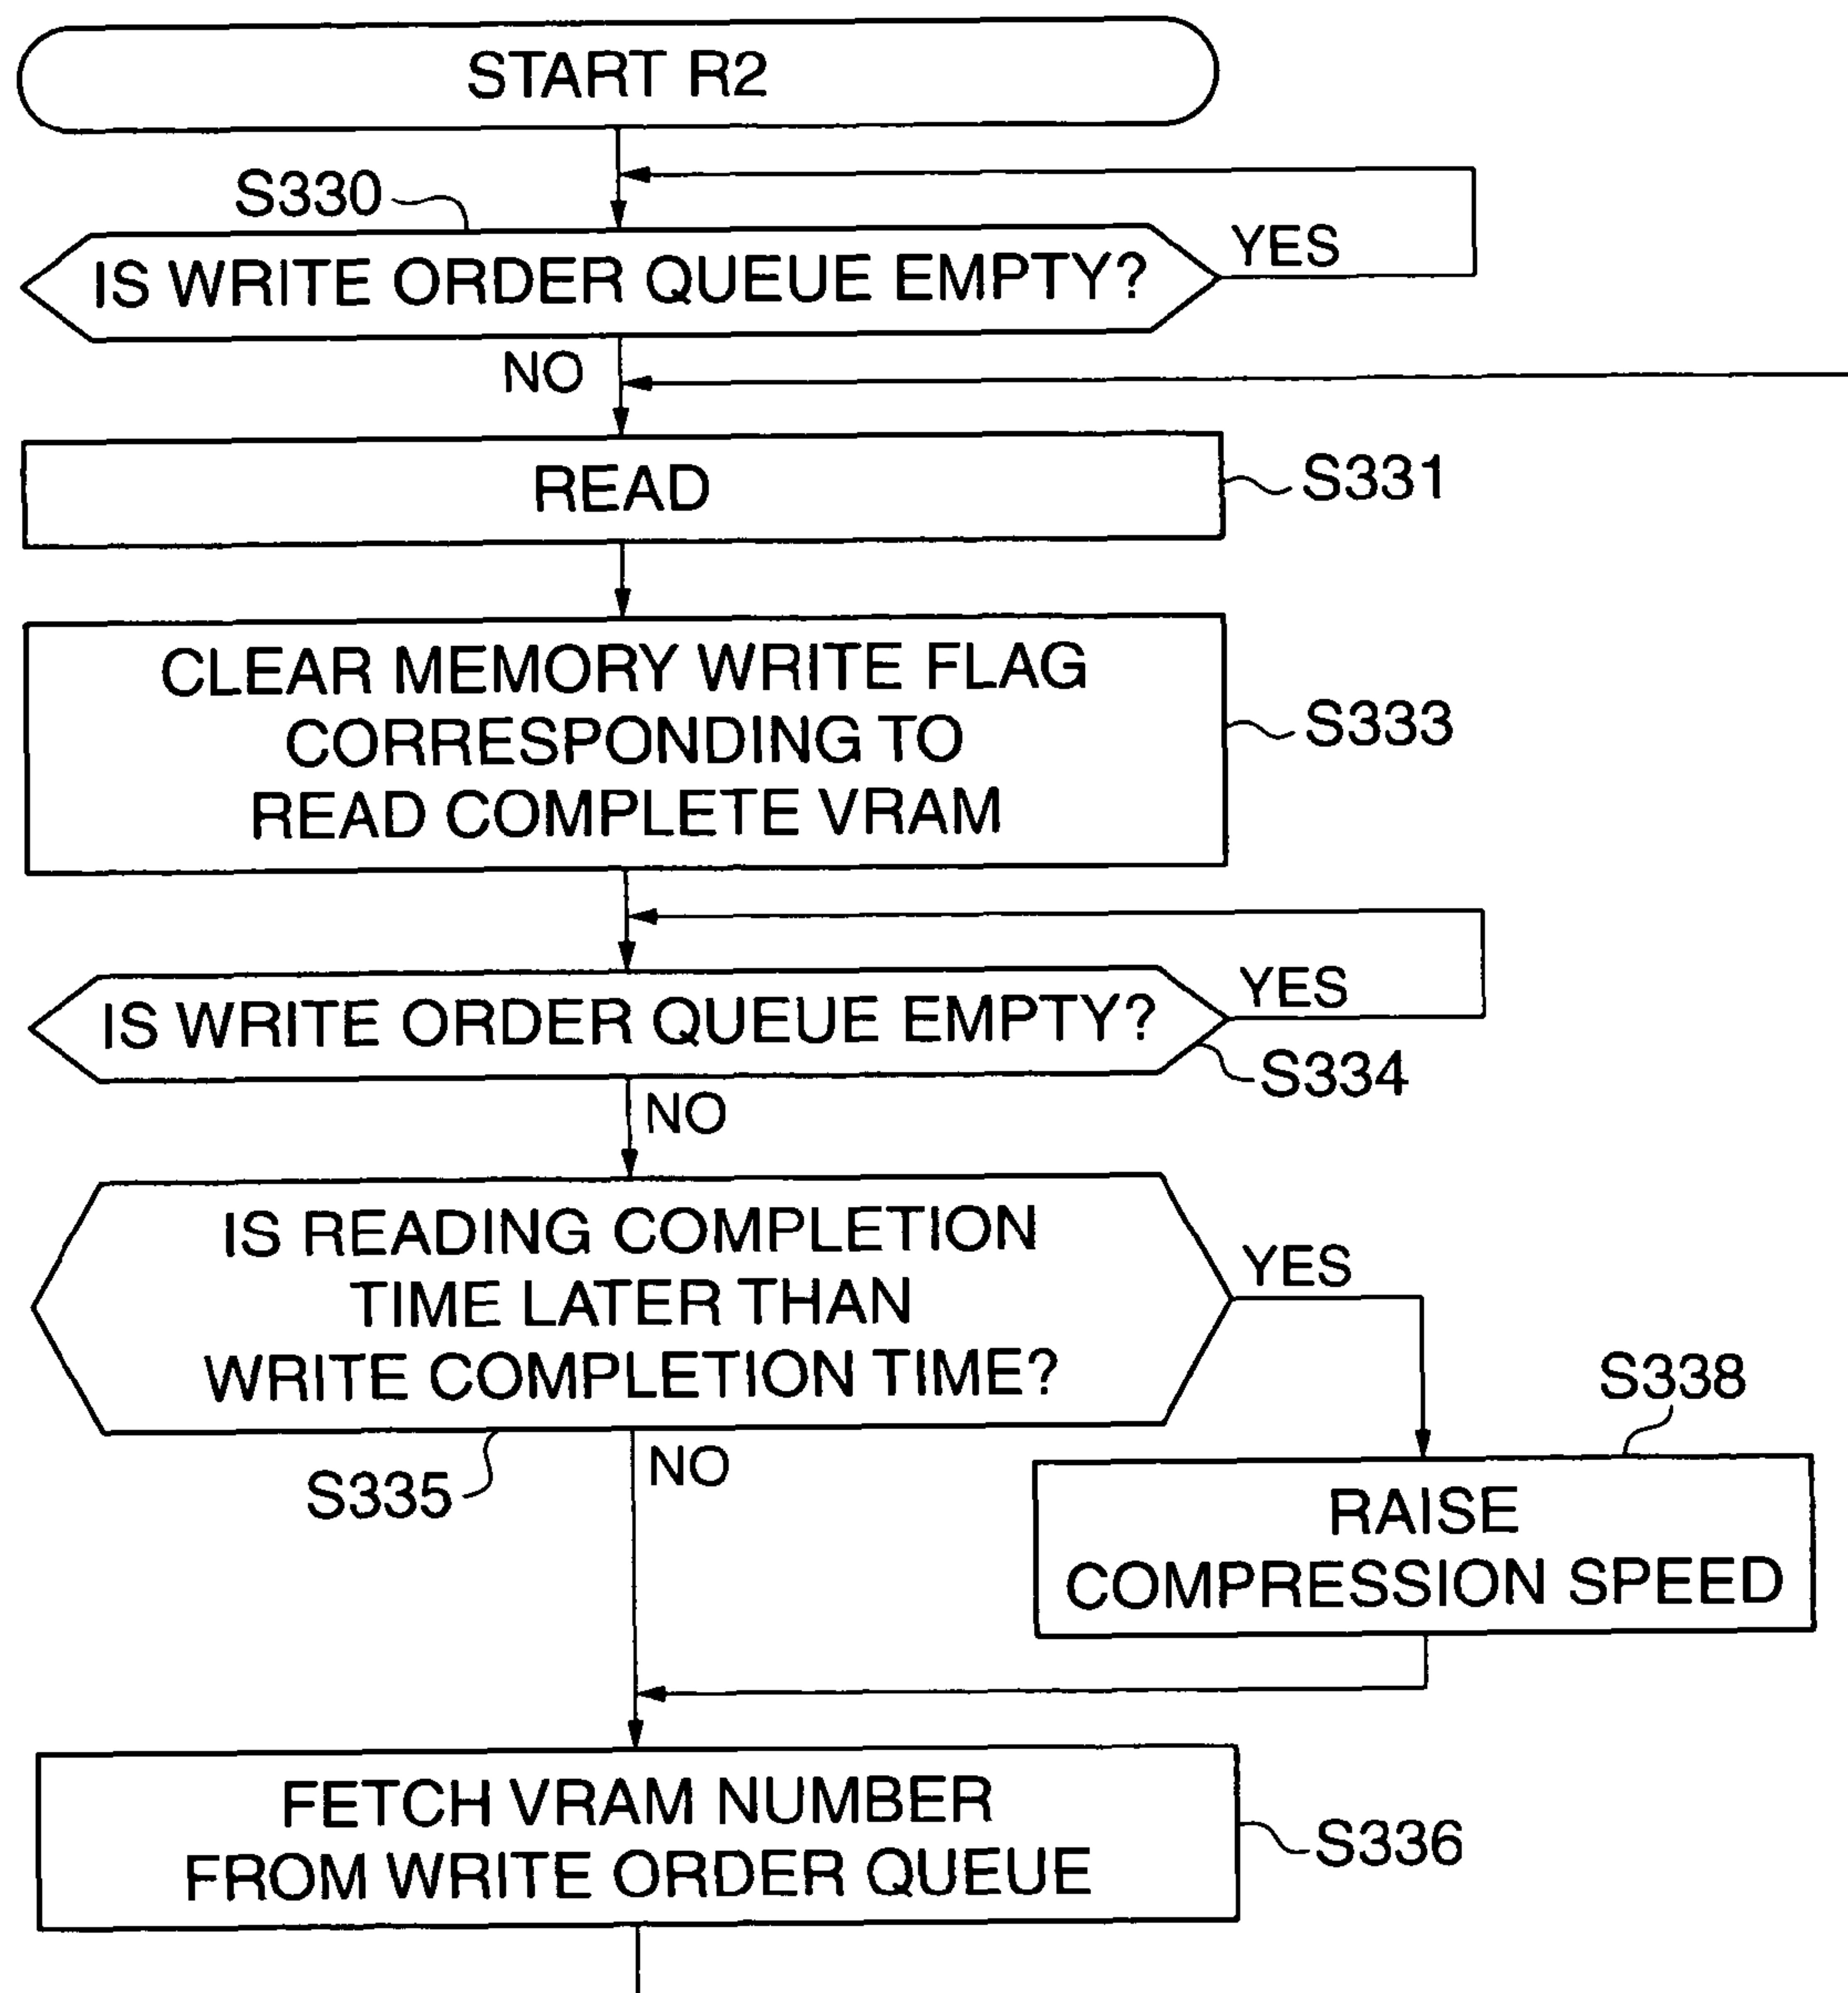 START R2
S330
IS WRITE ORDER QUEUE EMPTY?
YES
NO
READ
S331
CLEAR MEMORY WRITE FLAG
CORRESPONDING TO
READ COMPLETE VRAM
S333
IS WRITE ORDER QUEUE EMPTY?
YES
S334
NO
IS READING COMPLETION
TIME LATER THAN
WRITE COMPLETION TIME?
YES
S335
NO
S338
RAISE
COMPRESSION SPEED
FETCH VRAM NUMBER
FROM WRITE ORDER QUEUE
S336